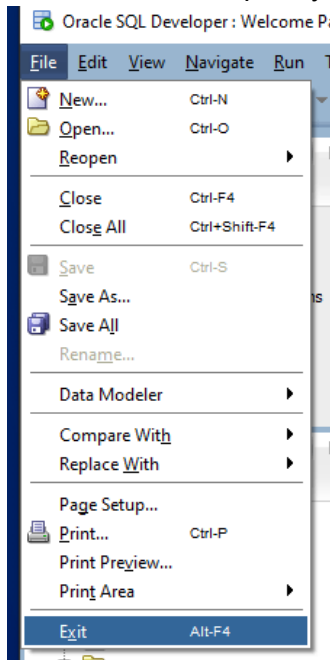 Oracle SQL Developer : Welcome Pa
File Edit View Navigate Run T
New... Ctrl-N
Open... Ctrl-O
Reopen
Close Ctrl-F4
Close All Ctrl+Shift-F4
Save Ctrl-S
Save As...
Save All
Rename...
Data Modeler
Compare With
Replace With
Page Setup...
Print... Ctrl-P
Print Preview...
Print Area
Exit Alt-F4